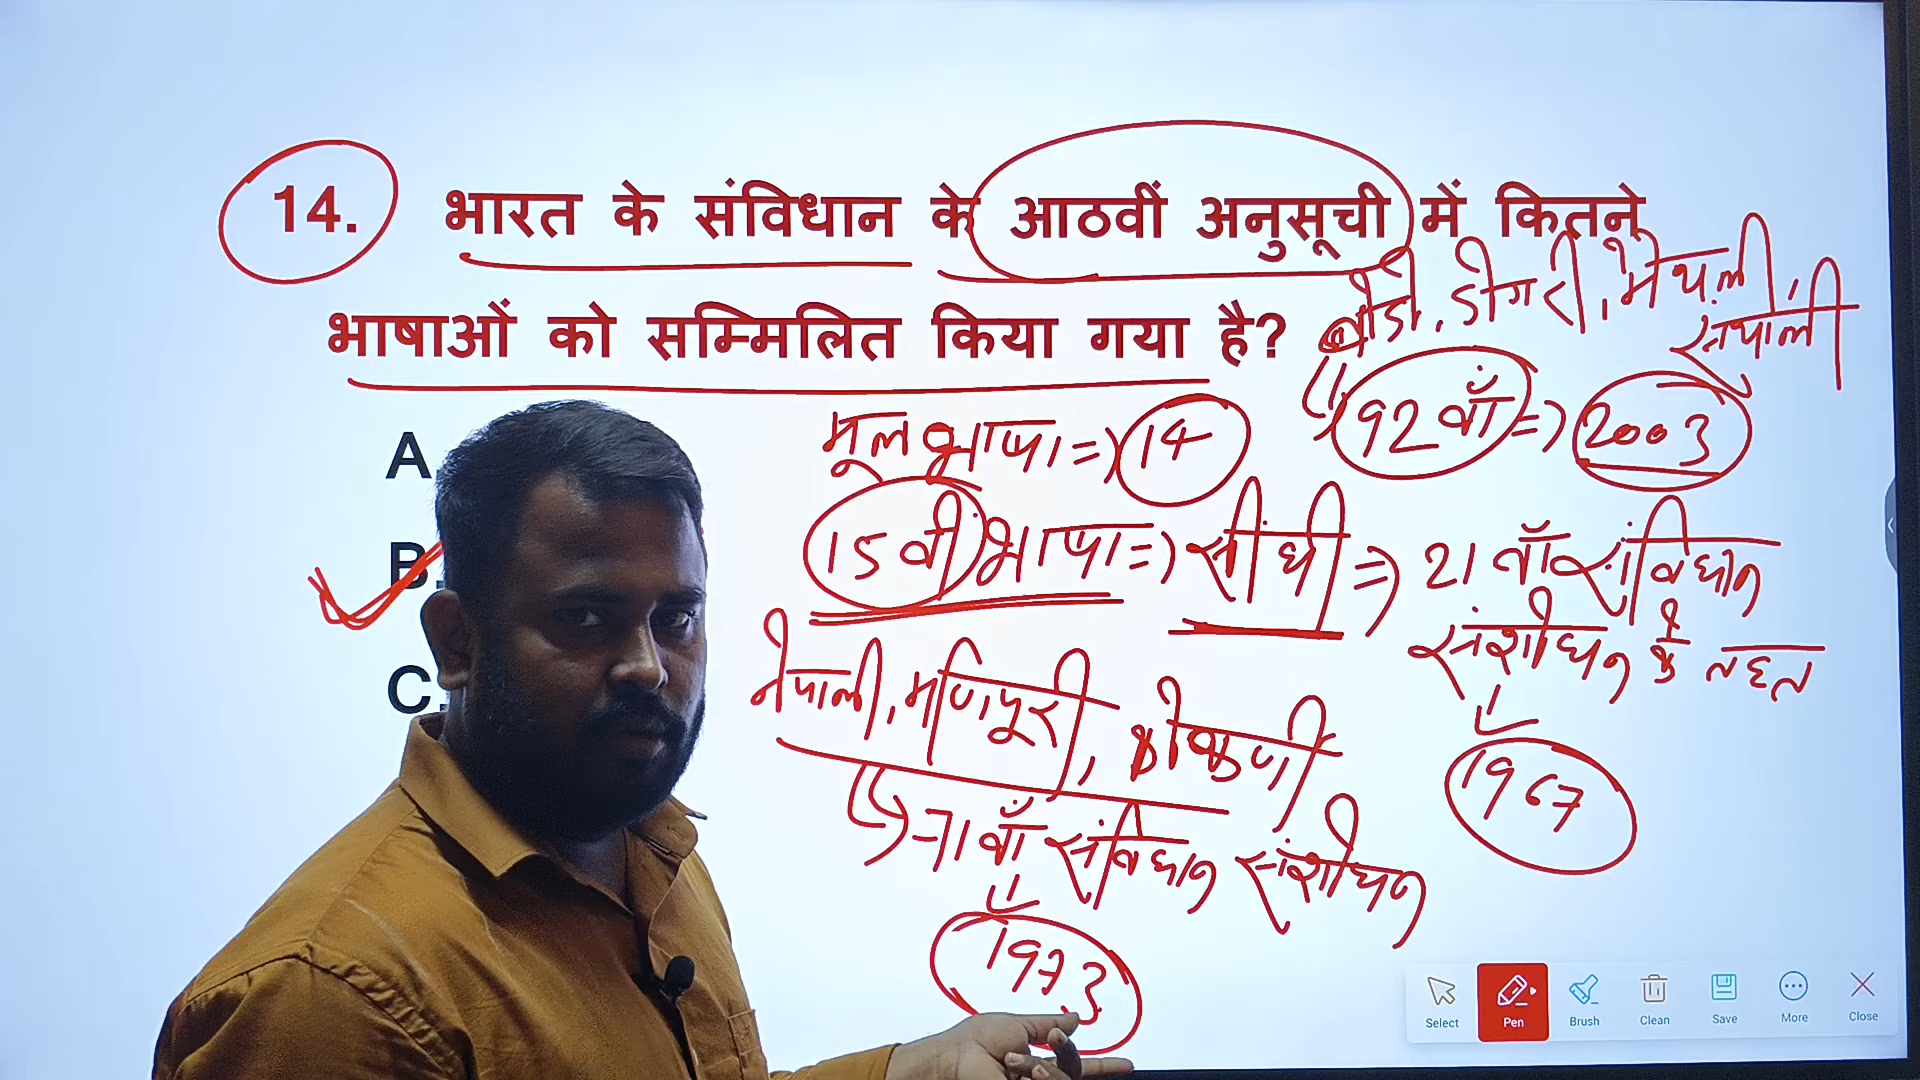 14. भारत के संविधान के आठवीं अनुसूची में कितने
भाषाओं को सम्मिलित किया गया है?
बोडो, डोगरी, मैथली,
संथाली
92 वाँ => 2003
A.
मूल भाषा => 14
B.
15 वी भाषा => सींधी => 21 वाँ संविधान
संशोधन के तहत
1967
C.
नेपाली, मणिपूरी, कोकणी
71 वाँ संविधान संशोधन
1973
Select Pen Brush Clean Save More Close